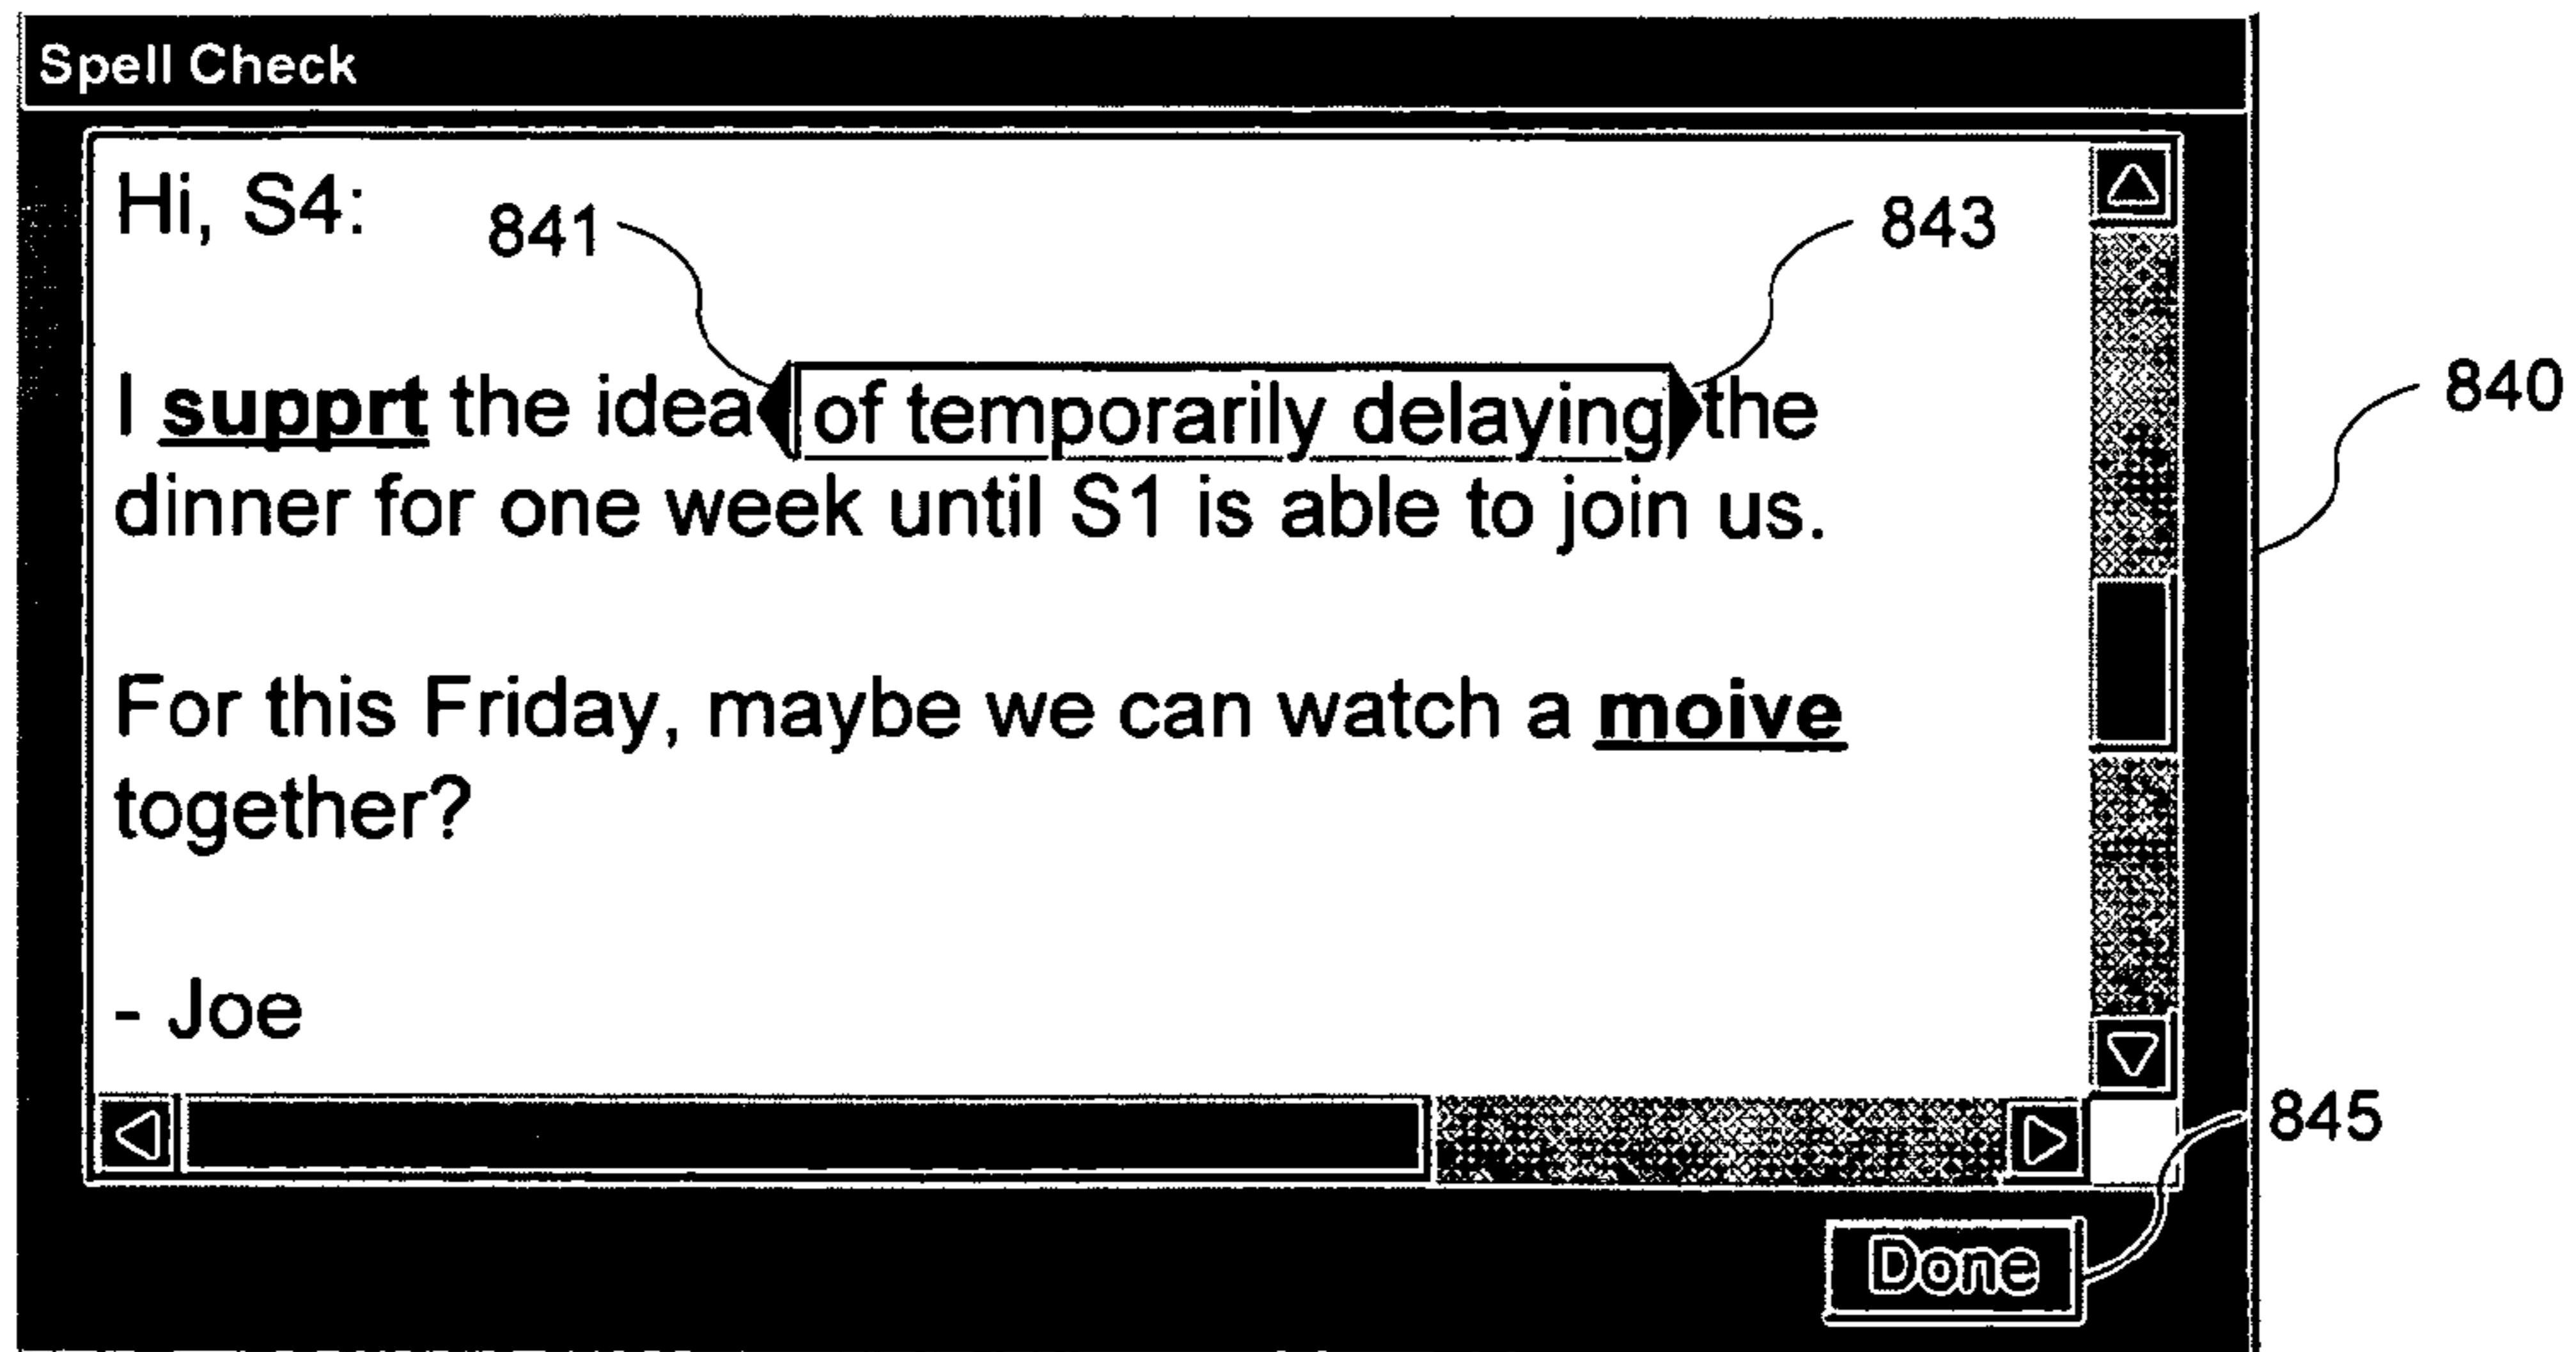 Spell Check
Hi, S4:
841
843
I supprt the idea of temporarily delaying the
840
dinner for one week until S1 is able to join us.
For this Friday, maybe we can watch a moive
together?
- Joe
845
Done